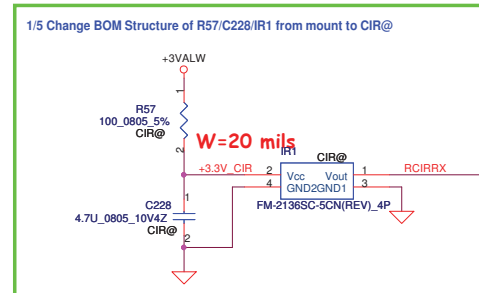 1/5 Change BOM Structure of R57/C228/IR1 from mount to CIR@
+3VALW
1
R57
100_0805_5%
CIR@
2
W=20 mils
IR1
CIR@
+3.3V_CIR
2 Vcc Vout 1 RCIRRX
4 GND2GND1 3
FM-2136SC-5CN(REV)_4P
1
C228
4.7U_0805_10V4Z
CIR@
2